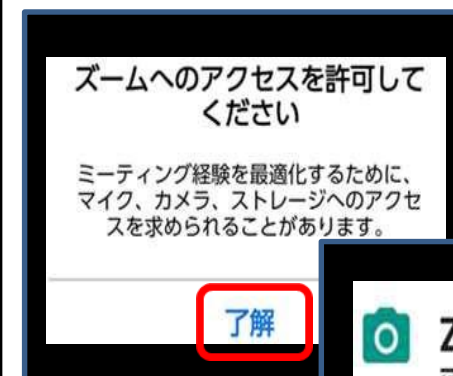 ズームへのアクセスを許可して
ください
ミーティング経験を最適化するために、
マイク、カメラ、ストレージへのアクセ
スを求められることがあります。
了解
Z